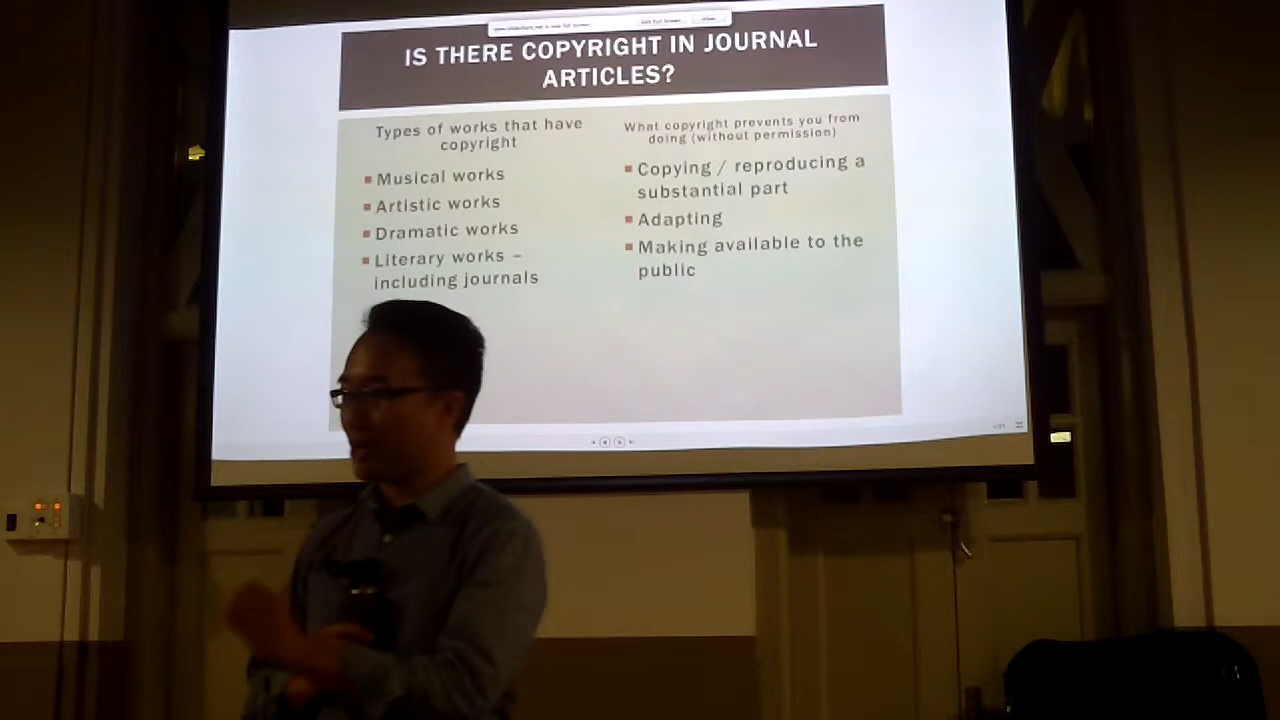 IS THERE COPYRIGHT IN JOURNAL
ARTICLES?
Types of works that have
copyright
Musical works
Artistic works
Dramatic works
Literary works –
including journals
What copyright prevents you from
doing (without permission)
Copying / reproducing a
substantial part
Adapting
Making available to the
public